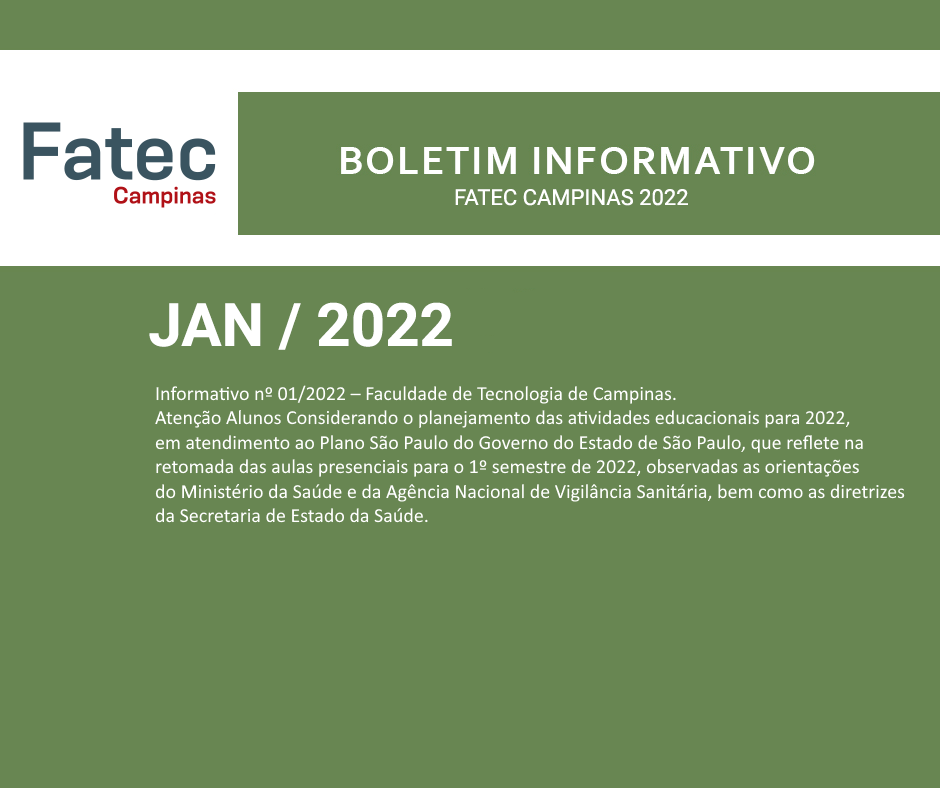 Fatec
Campinas
BOLETIM INFORMATIVO
FATEC CAMPINAS 2022
JAN / 2022
Informativo nº 01/2022 – Faculdade de Tecnologia de Campinas.
Atenção Alunos Considerando o planejamento das atividades educacionais para 2022,
em atendimento ao Plano São Paulo do Governo do Estado de São Paulo, que reflete na
retomada das aulas presenciais para o 1º semestre de 2022, observadas as orientações
do Ministério da Saúde e da Agência Nacional de Vigilância Sanitária, bem como as diretrizes
da Secretaria de Estado da Saúde.